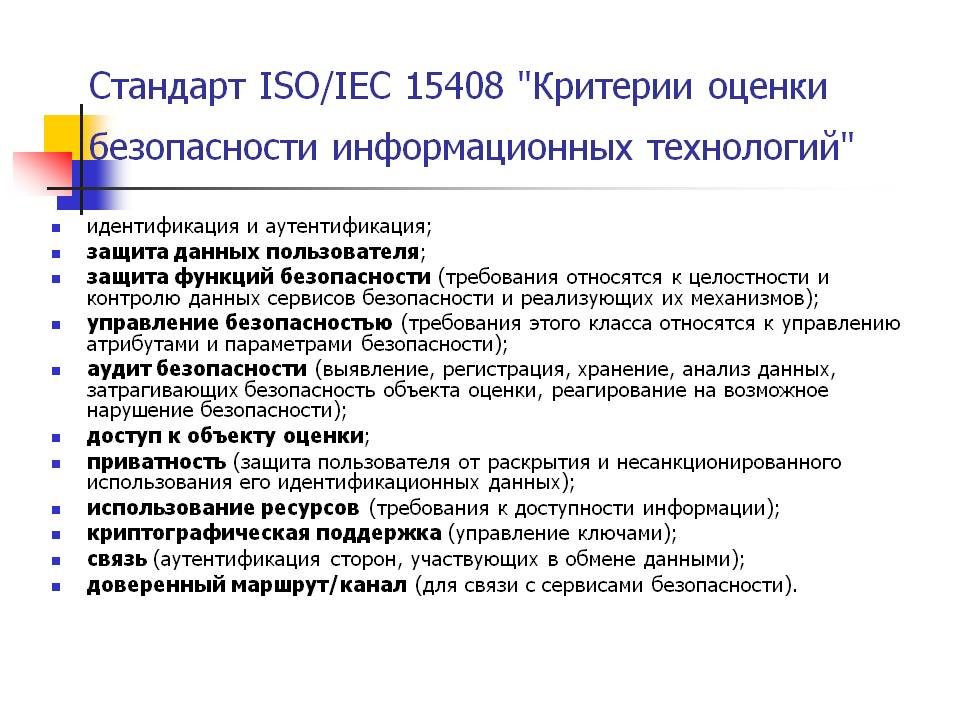 Стандарт ISO/IEC 15408 "Критерии оценки
безопасности информационных технологий"
идентификация и аутентификация;
защита данных пользователя;
защита функций безопасности (требования относятся к целостности и
контролю данных сервисов безопасности и реализующих их механизмов);
управление безопасностью (требования этого класса относятся к управлению
атрибутами и параметрами безопасности);
аудит безопасности (выявление, регистрация, хранение, анализ данных,
затрагивающих безопасность объекта оценки, реагирование на возможное
нарушение безопасности);
доступ к объекту оценки;
приватность (защита пользователя от раскрытия и несанкционированного
использования его идентификационных данных);
использование ресурсов (требования к доступности информации);
криптографическая поддержка (управление ключами);
связь (аутентификация сторон, участвующих в обмене данными);
доверенный маршрут/канал (для связи с сервисами безопасности).